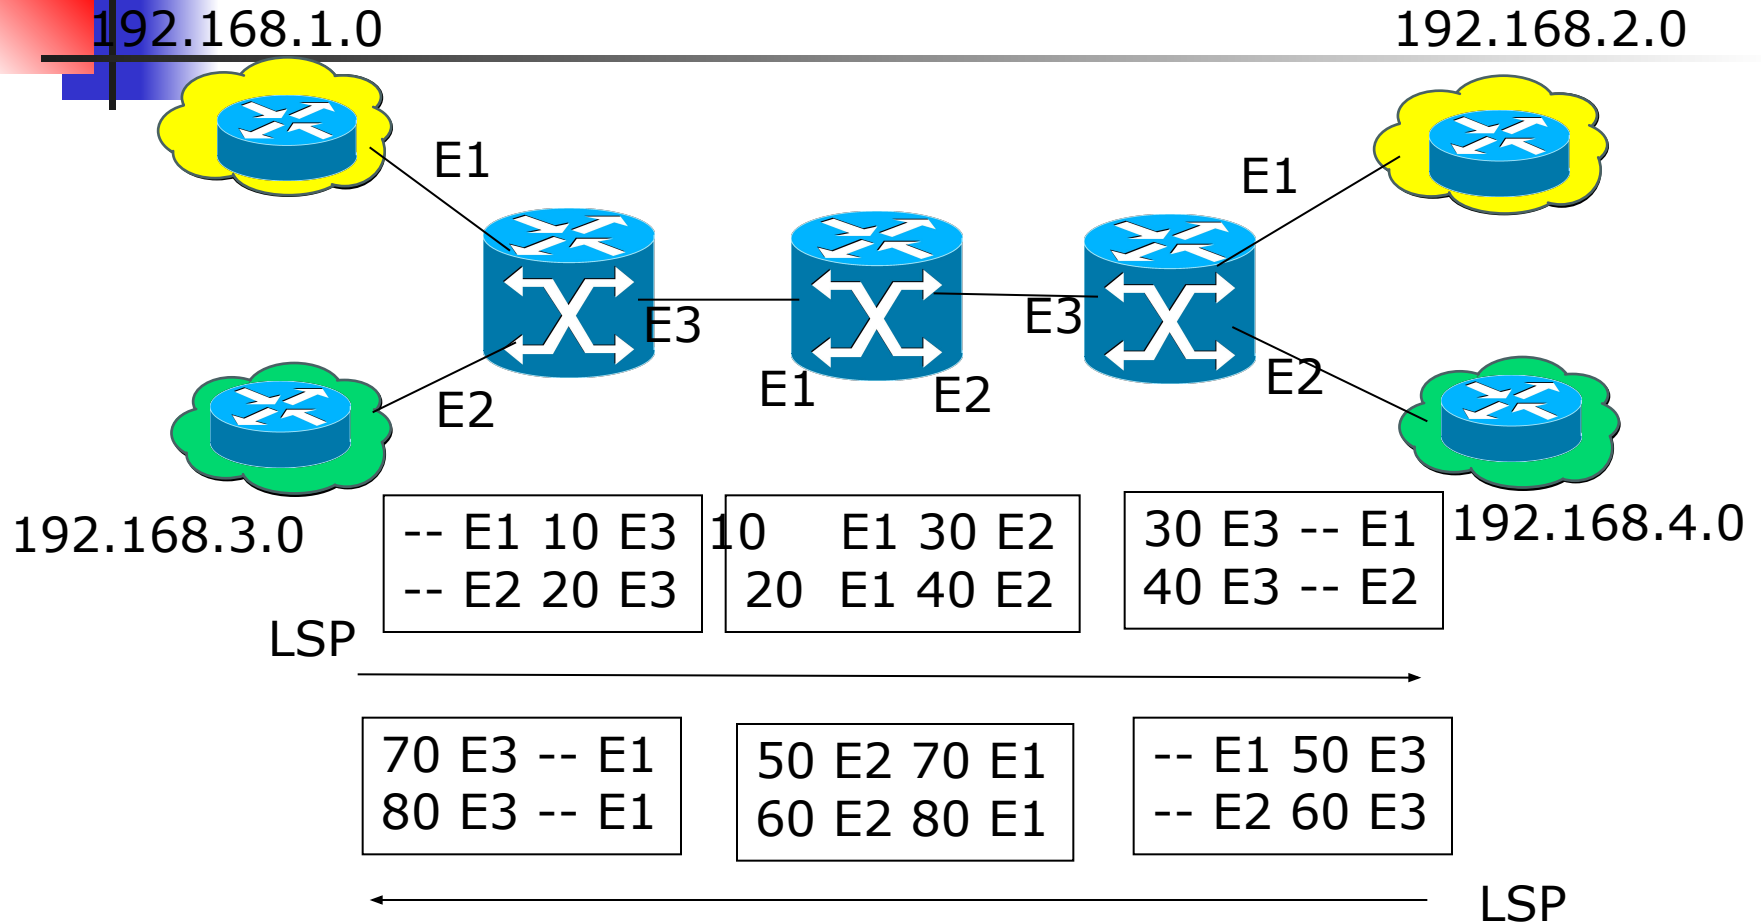 192.168.1.0
192.168.2.0
E1
E1
E3
E3
E1
E2
E2
E2
192.168.3.0
192.168.4.0
-- E1 10 E3
-- E2 20 E3
10 E1 30 E2
20 E1 40 E2
30 E3 -- E1
40 E3 -- E2
LSP
70 E3 -- E1
80 E3 -- E1
50 E2 70 E1
60 E2 80 E1
-- E1 50 E3
-- E2 60 E3
LSP